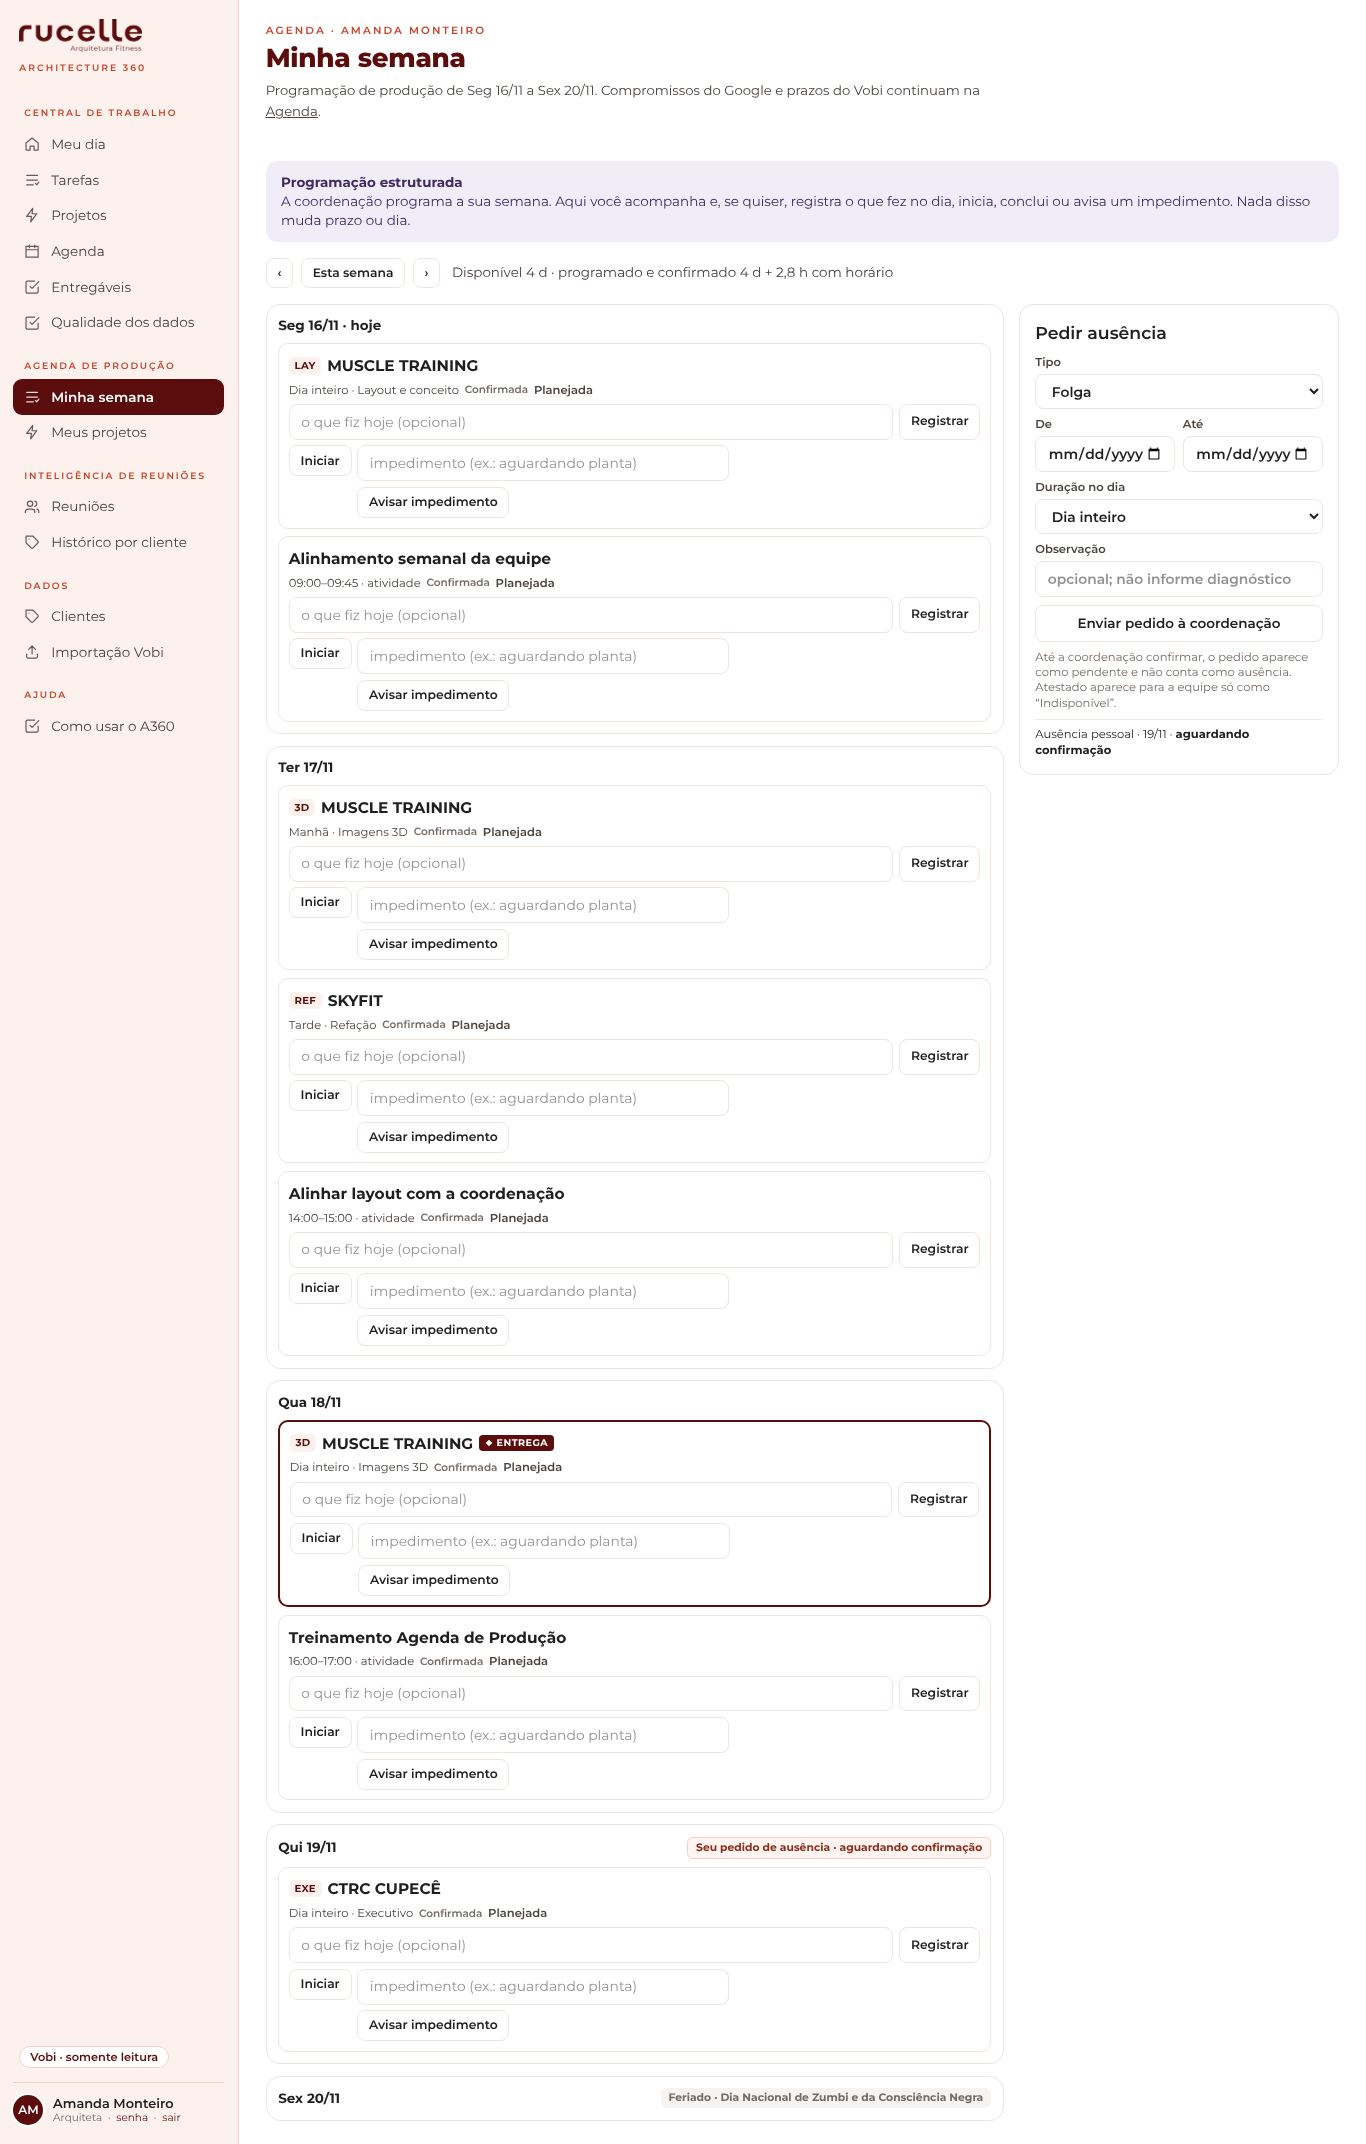 rucelle
Arquitetura Fitness
ARCHITECTURE 360
CENTRAL DE TRABALHO
Meu dia
Tarefas
Projetos
Agenda
Entregáveis
Qualidade dos dados
AGENDA DE PRODUÇÃO
Minha semana
Meus projetos
INTELIGÊNCIA DE REUNIÕES
Reuniões
Histórico por cliente
DADOS
Clientes
Importação Vobi
AJUDA
Como usar o A360
Vobi · somente leitura
AM
Amanda Monteiro
Arquiteta · senha · sair
AGENDA · AMANDA MONTEIRO
Minha semana
Programação de produção de Seg 16/11 a Sex 20/11. Compromissos do Google e prazos do Vobi continuam na
Agenda.
Programação estruturada
A coordenação programa a sua semana. Aqui você acompanha e, se quiser, registra o que fez no dia, inicia, conclui ou avisa um impedimento. Nada disso
muda prazo ou dia.
‹ Esta semana › Disponível 4 d · programado e confirmado 4 d + 2,8 h com horário
Seg 16/11 · hoje
LAY MUSCLE TRAINING
Dia inteiro · Layout e conceito Confirmada Planejada
o que fiz hoje (opcional) Registrar
Iniciar impedimento (ex.: aguardando planta)
Avisar impedimento
Alinhamento semanal da equipe
09:00–09:45 · atividade Confirmada Planejada
o que fiz hoje (opcional) Registrar
Iniciar impedimento (ex.: aguardando planta)
Avisar impedimento
Ter 17/11
3D MUSCLE TRAINING
Manhã · Imagens 3D Confirmada Planejada
o que fiz hoje (opcional) Registrar
Iniciar impedimento (ex.: aguardando planta)
Avisar impedimento
REF SKYFIT
Tarde · Refação Confirmada Planejada
o que fiz hoje (opcional) Registrar
Iniciar impedimento (ex.: aguardando planta)
Avisar impedimento
Alinhar layout com a coordenação
14:00–15:00 · atividade Confirmada Planejada
o que fiz hoje (opcional) Registrar
Iniciar impedimento (ex.: aguardando planta)
Avisar impedimento
Qua 18/11
3D MUSCLE TRAINING ◆ ENTREGA
Dia inteiro · Imagens 3D Confirmada Planejada
o que fiz hoje (opcional) Registrar
Iniciar impedimento (ex.: aguardando planta)
Avisar impedimento
Treinamento Agenda de Produção
16:00–17:00 · atividade Confirmada Planejada
o que fiz hoje (opcional) Registrar
Iniciar impedimento (ex.: aguardando planta)
Avisar impedimento
Qui 19/11 Seu pedido de ausência · aguardando confirmação
EXE CTRC CUPECÊ
Dia inteiro · Executivo Confirmada Planejada
o que fiz hoje (opcional) Registrar
Iniciar impedimento (ex.: aguardando planta)
Avisar impedimento
Sex 20/11 Feriado · Dia Nacional de Zumbi e da Consciência Negra
Pedir ausência
Tipo
Folga
De Até
mm/dd/yyyy mm/dd/yyyy
Duração no dia
Dia inteiro
Observação
opcional; não informe diagnóstico
Enviar pedido à coordenação
Até a coordenação confirmar, o pedido aparece
como pendente e não conta como ausência.
Atestado aparece para a equipe só como
“Indisponível”.
Ausência pessoal · 19/11 · aguardando
confirmação